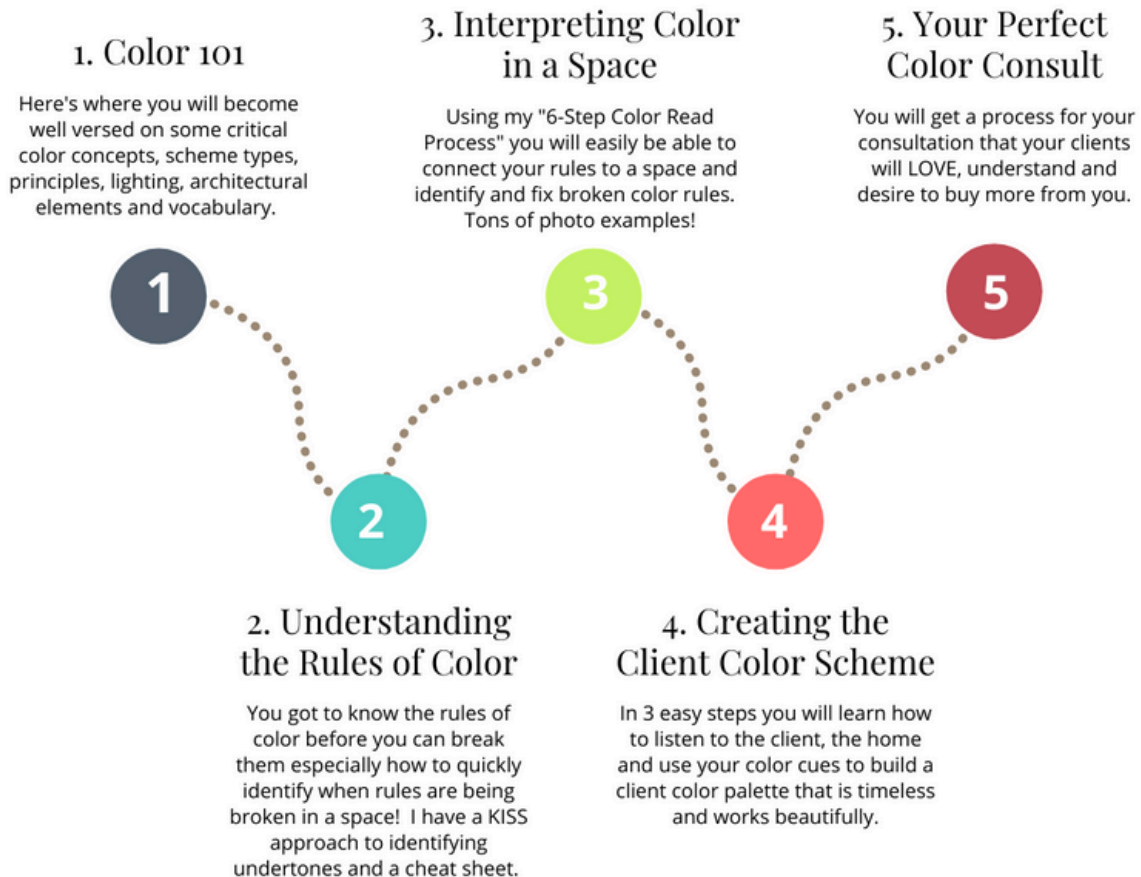 1. Color 101
Here's where you will become
well versed on some critical
color concepts, scheme types,
principles, lighting, architectural
elements and vocabulary.
1
2
2. Understanding
the Rules of Color
You got to know the rules of
color before you can break
them especially how to quickly
identify when rules are being
broken in a space!  I have a KISS
approach to identifying
undertones and a cheat sheet.
3. Interpreting Color
in a Space
Using my "6-Step Color Read
Process" you will easily be able to
connect your rules to a space and
identify and fix broken color rules.
Tons of photo examples!
3
4
4. Creating the
Client Color Scheme
In 3 easy steps you will learn how
to listen to the client, the home
and use your color cues to build a
client color palette that is timeless
and works beautifully.
5. Your Perfect
Color Consult
You will get a process for your
consultation that your clients
will LOVE, understand and
desire to buy more from you.
5